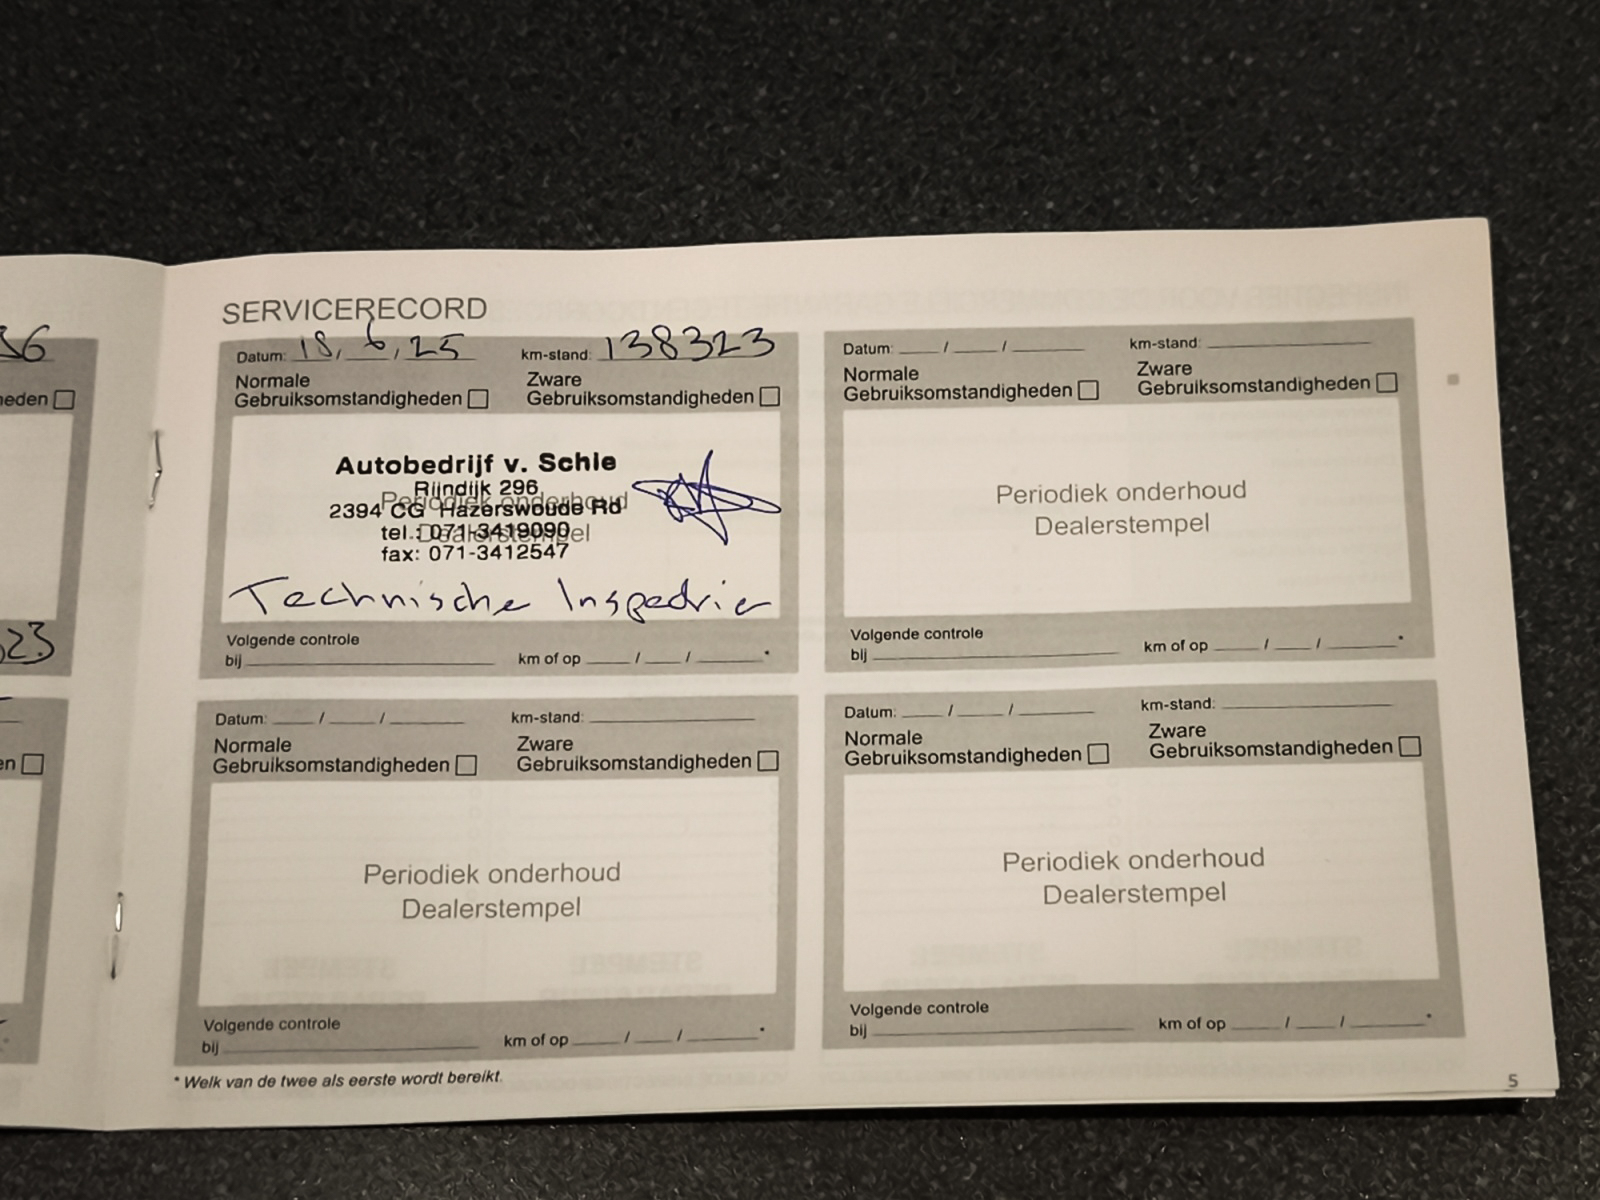 36
SERVICERECORD
Datum: 18, 6, 25 km-stand: 138323
Normale
Gebruiksomstandigheden
Zware
Gebruiksomstandigheden
Autobedrijf v. Schie
Rijndijk 296
2394 CG Hazerswoude Rd
tel.: 071-3419090
fax: 071-3412547
Periodiek onderhoud
Dealerstempel
Technische Inspectie
Volgende controle
bij km of op / / *
Datum: / / km-stand:
Normale
Gebruiksomstandigheden
Zware
Gebruiksomstandigheden
Periodiek onderhoud
Dealerstempel
Volgende controle
bij km of op / / *
Datum: / / km-stand:
Normale
Gebruiksomstandigheden
Zware
Gebruiksomstandigheden
Periodiek onderhoud
Dealerstempel
Volgende controle
bij km of op / / *
Datum: / / km-stand:
Normale
Gebruiksomstandigheden
Zware
Gebruiksomstandigheden
Periodiek onderhoud
Dealerstempel
Volgende controle
bij km of op / / *
* Welk van de twee als eerste wordt bereikt.
5